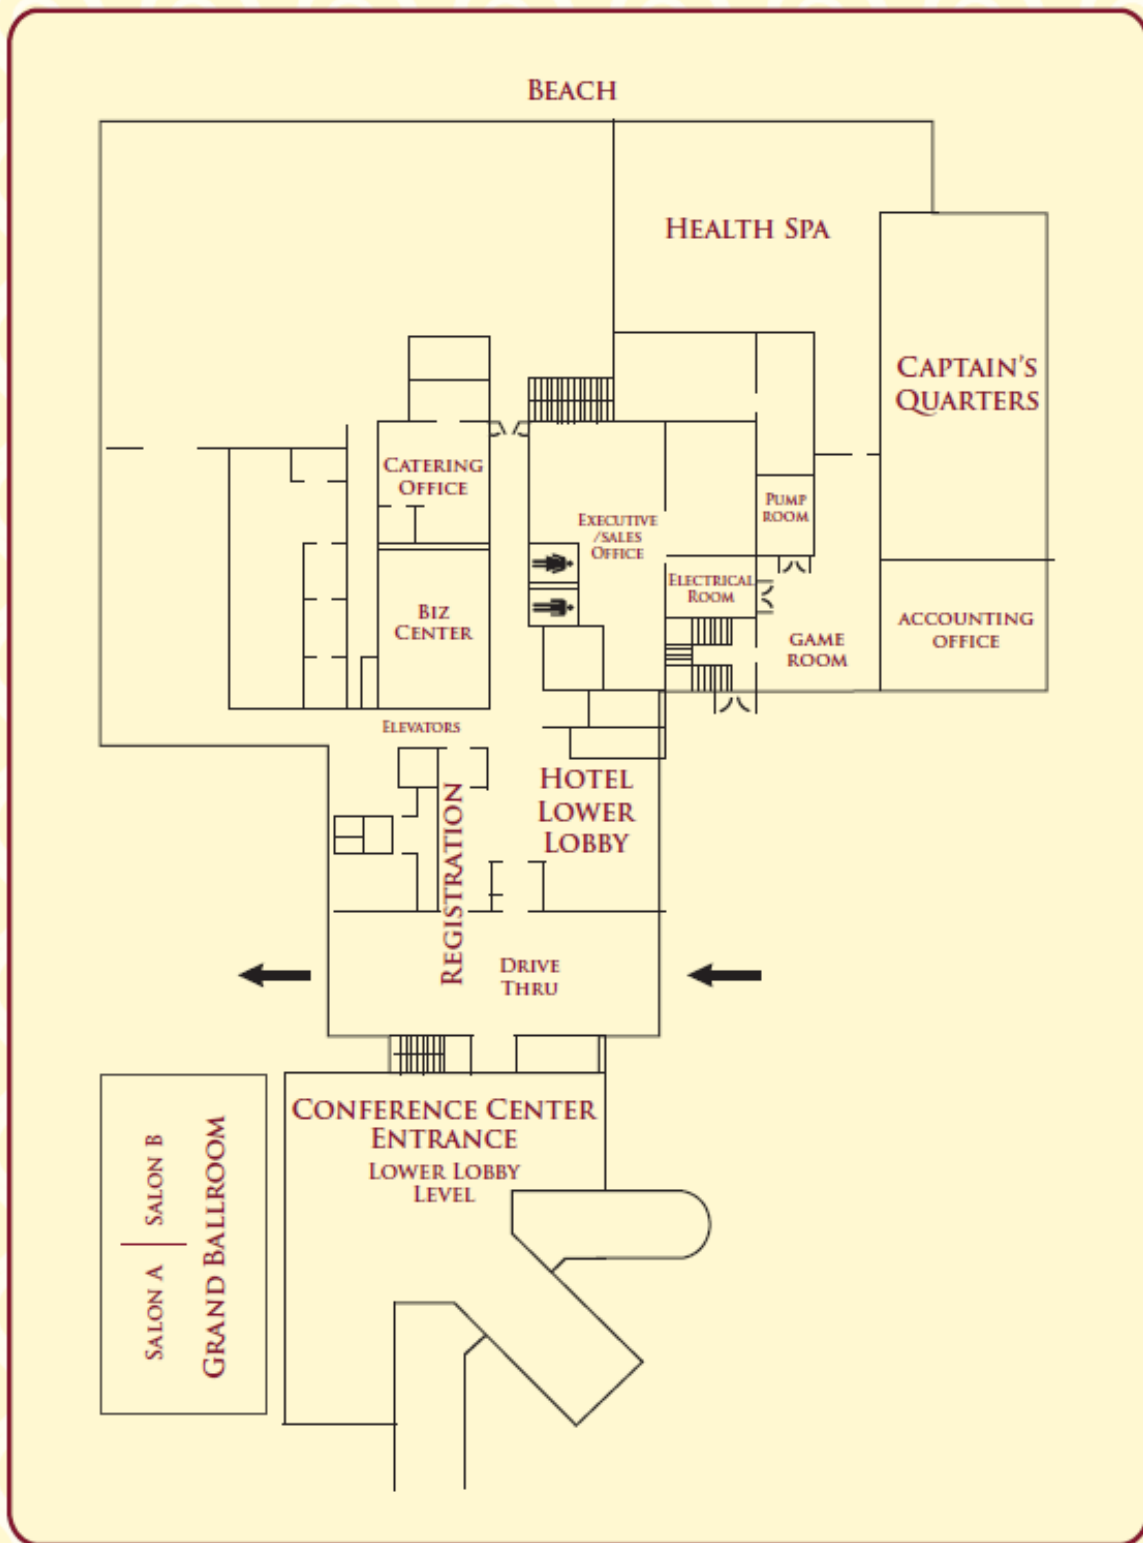 Beach
Health Spa
Captain's
Quarters
Catering
Office
Executive
/sales
Office
Pump
room
Electrical
Room
Biz
Center
game
room
accounting
office
Elevators
Hotel
Lower
Lobby
Registration
Drive
Thru
Conference Center
Entrance
Lower Lobby
Level
Salon A
Salon B
Grand Ballroom